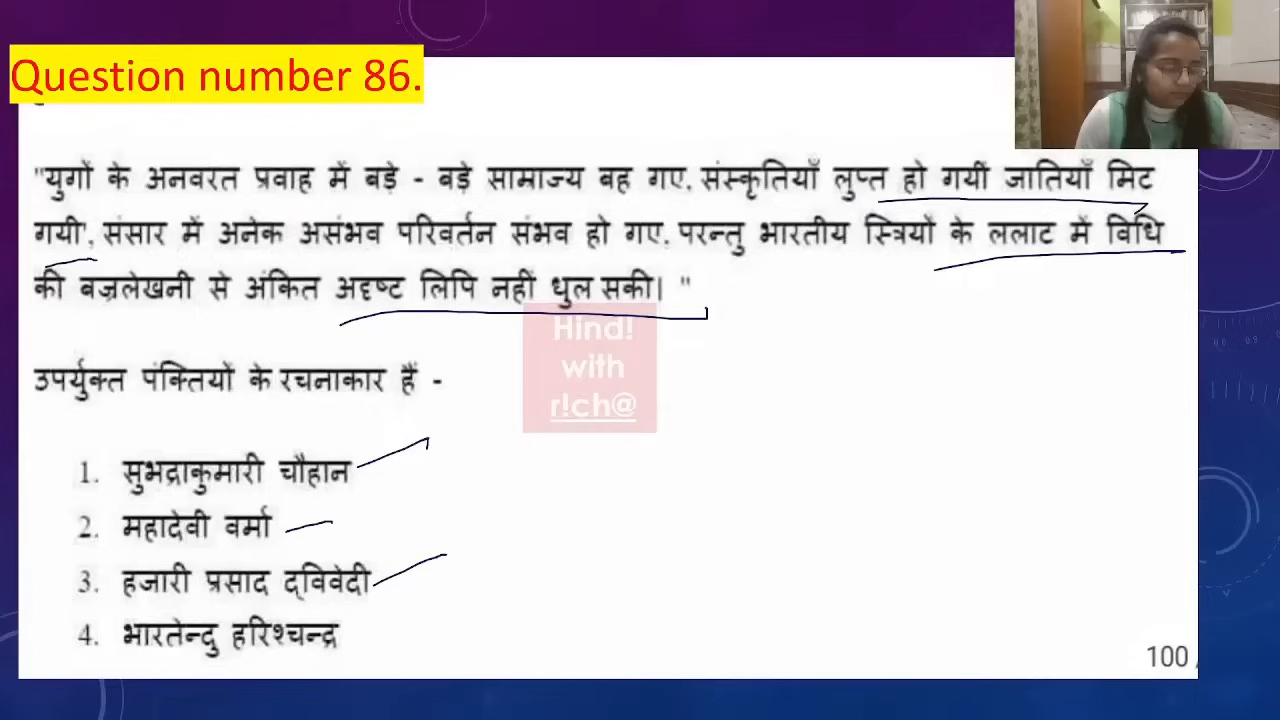 Question number 86.
"युगों के अनवरत प्रवाह में बड़े - बड़े साम्राज्य वह गए, संस्कृतियाँ लुप्त हो गयीं जातियाँ मिट
गयी', संसार में अनेक असंभव परिवर्तन संभव हो गए, परन्तु भारतीय स्त्रियों के ललाट में विधि
की बज्रलेखनी से अंकित अदृष्ट लिपि नहीं धुल सकी। "
Hind!
with
r!ch@
उपर्युक्त पंक्तियों के रचनाकार हैं -
1. सुभद्राकुमारी चौहान
2. महादेवी वर्मा
3. हजारी प्रसाद द्विवेदी
4. भारतेन्दु हरिश्चन्द्र
100